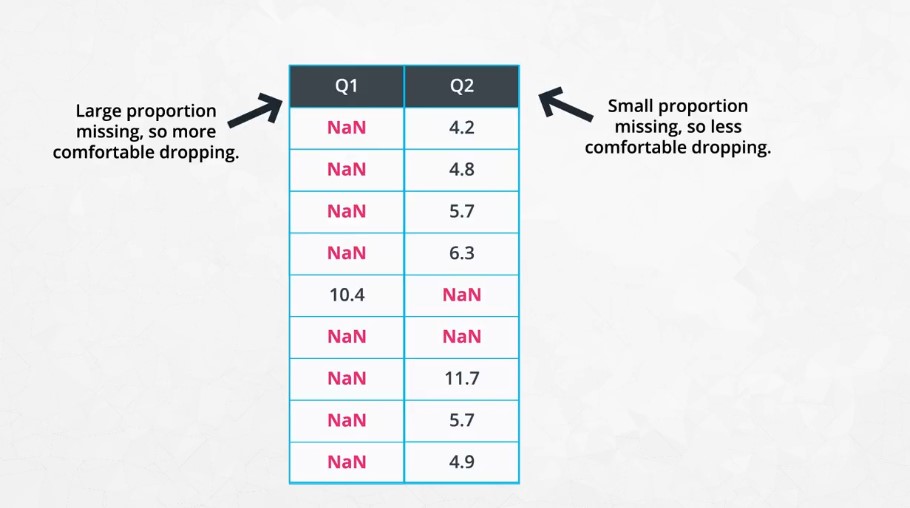 Large proportion
missing, so more
comfortable dropping.
Q1 Q2
NaN 4.2
NaN 4.8
NaN 5.7
NaN 6.3
10.4 NaN
NaN NaN
NaN 11.7
NaN 5.7
NaN 4.9
Small proportion
missing, so less
comfortable dropping.